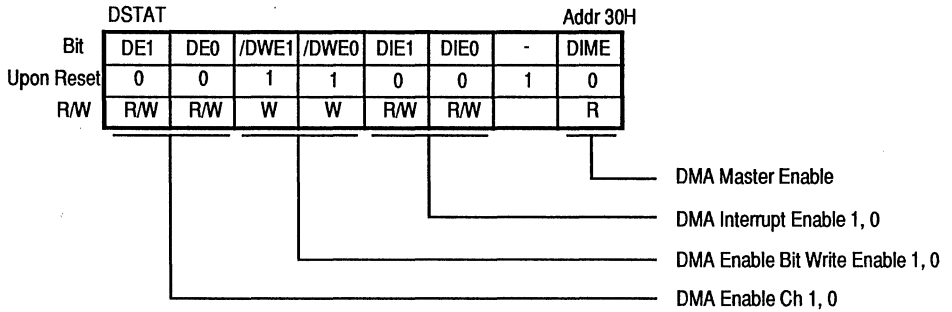 DSTAT Addr 30H
Bit DE1 DE0 /DWE1 /DWE0 DIE1 DIE0 - DIME
Upon Reset 0 0 1 1 0 0 1 0
R/W R/W R/W W W R/W R/W R
DMA Master Enable
DMA Interrupt Enable 1, 0
DMA Enable Bit Write Enable 1, 0
DMA Enable Ch 1, 0